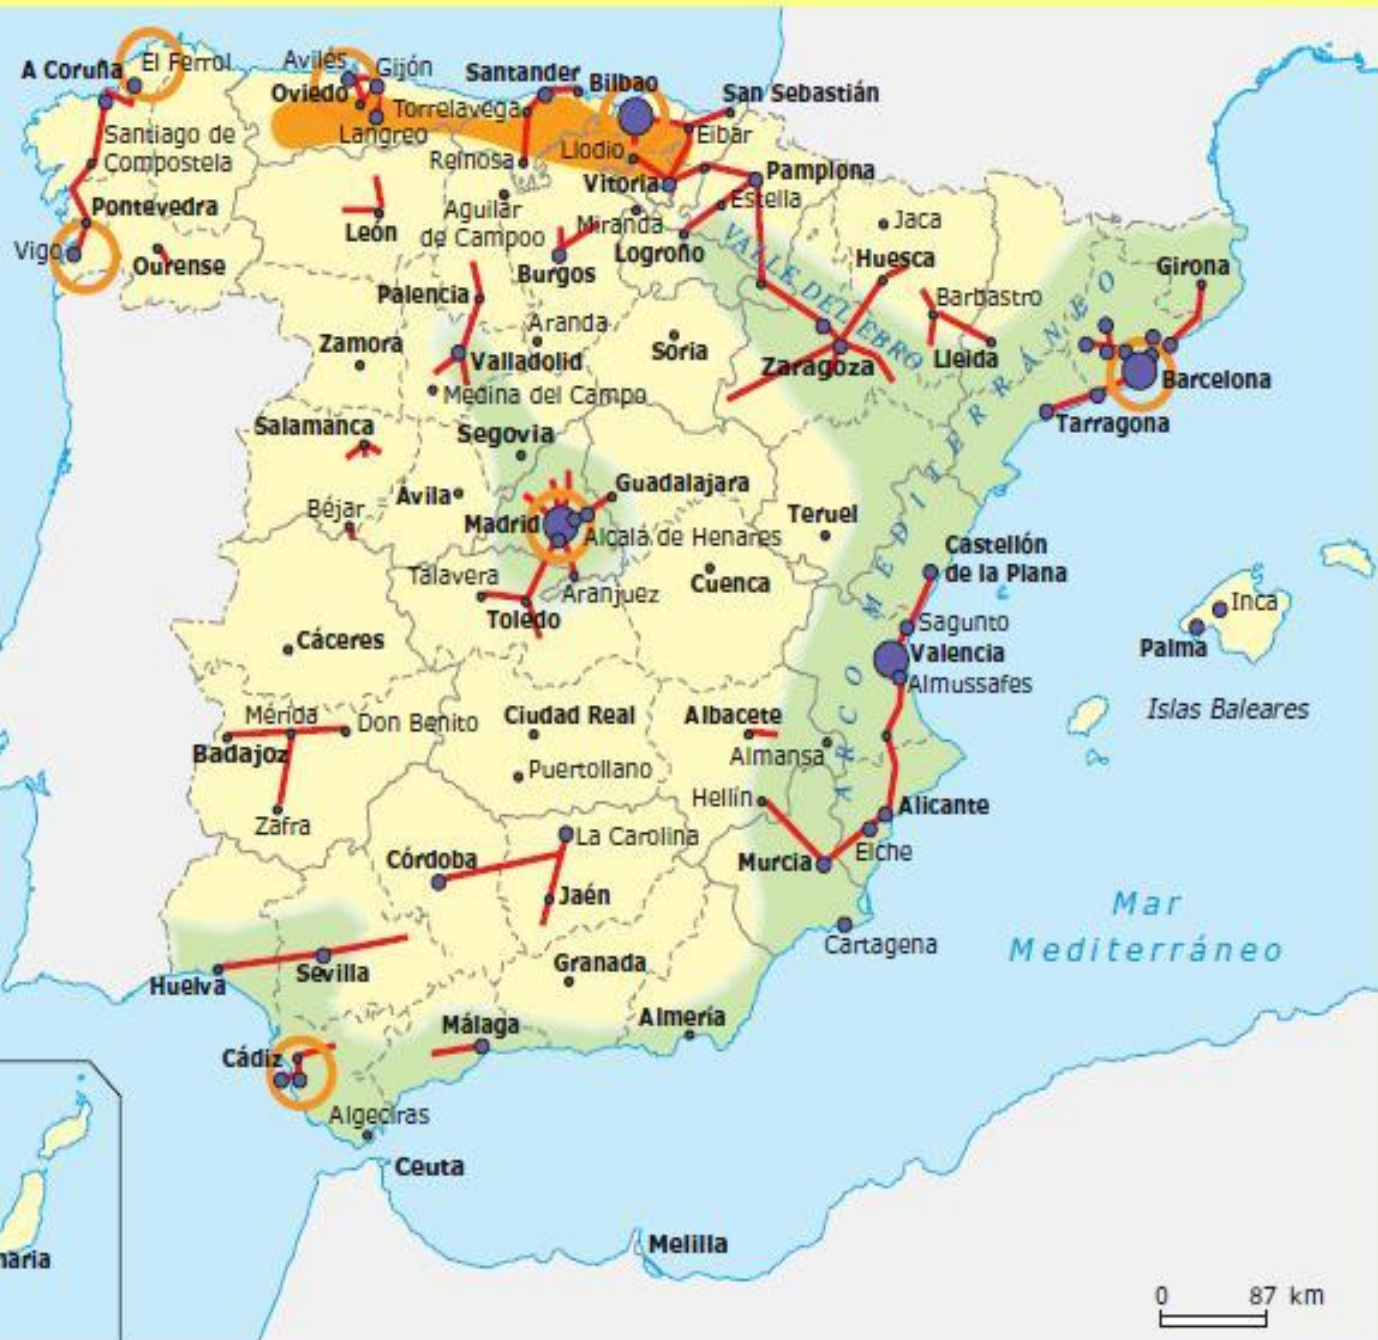 A Coruña
El Ferrol
Avilés
Gijón
Oviedo
Langreo
Santander
Torrelavega
Reinosa
Bilbao
San Sebastián
Eibar
Llodio
Vitoria
Pamplona
Estella
Santiago de
Compostela
Pontevedra
Vigo
Ourense
León
Aguilar
de Campoo
Miranda
Burgos
Logroño
Jaca
Huesca
Barbastro
Girona
VALLE DEL EBRO
Palencia
Aranda
Soria
Zamora
Valladolid
Zaragoza
Lleida
Barcelona
Medina del Campo
Tarragona
Salamanca
Segovia
Ávila
Guadalajara
Béjar
Madrid
Alcalá de Henares
Teruel
Castellón
de la Plana
Talavera
Aranjuez
Cuenca
Toledo
Sagunto
Inca
Palma
Valencia
Almussafes
Islas Baleares
Cáceres
ARCO MEDITERRÁNEO
Mérida
Don Benito
Badajoz
Ciudad Real
Albacete
Almansa
Puertollano
Hellín
Alicante
Zafra
La Carolina
Córdoba
Murcia
Elche
Jaén
Mar
Mediterráneo
Cartagena
Huelva
Sevilla
Granada
Málaga
Almería
Cádiz
Algeciras
Ceuta
Melilla
naria
0 87 km